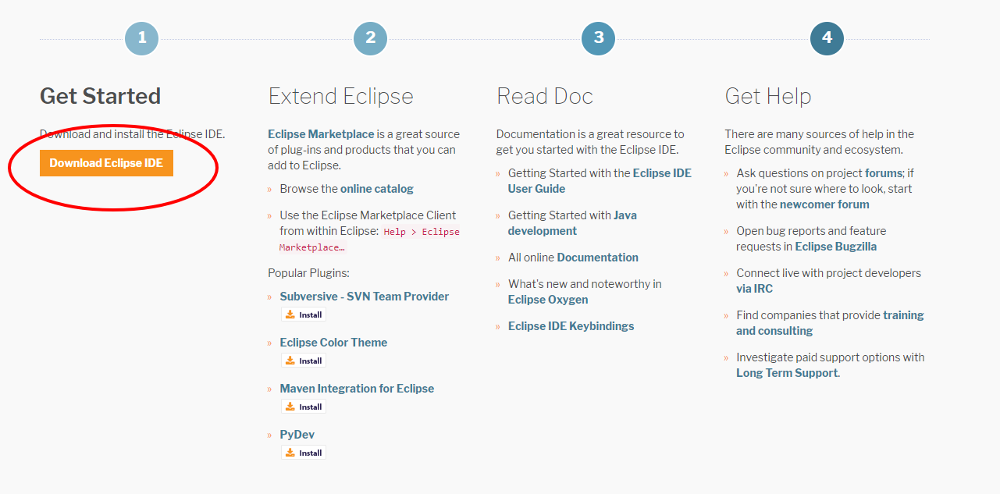 1
2
3
4
Get Started
Download and install the Eclipse IDE.
Download Eclipse IDE
Extend Eclipse
Eclipse Marketplace is a great source
of plug-ins and products that you can
add to Eclipse.
» Browse the online catalog
» Use the Eclipse Marketplace Client
from within Eclipse: Help > Eclipse
Marketplace…
Popular Plugins:
» Subversive - SVN Team Provider
Install
» Eclipse Color Theme
Install
» Maven Integration for Eclipse
Install
» PyDev
Install
Read Doc
Documentation is a great resource to
get you started with the Eclipse IDE.
» Getting Started with the Eclipse IDE
User Guide
» Getting Started with Java
development
» All online Documentation
» What's new and noteworthy in
Eclipse Oxygen
» Eclipse IDE Keybindings
Get Help
There are many sources of help in the
Eclipse community and ecosystem.
» Ask questions on project forums; if
you're not sure where to look, start
with the newcomer forum
» Open bug reports and feature
requests in Eclipse Bugzilla
» Connect live with project developers
via IRC
» Find companies that provide training
and consulting
» Investigate paid support options with
Long Term Support.